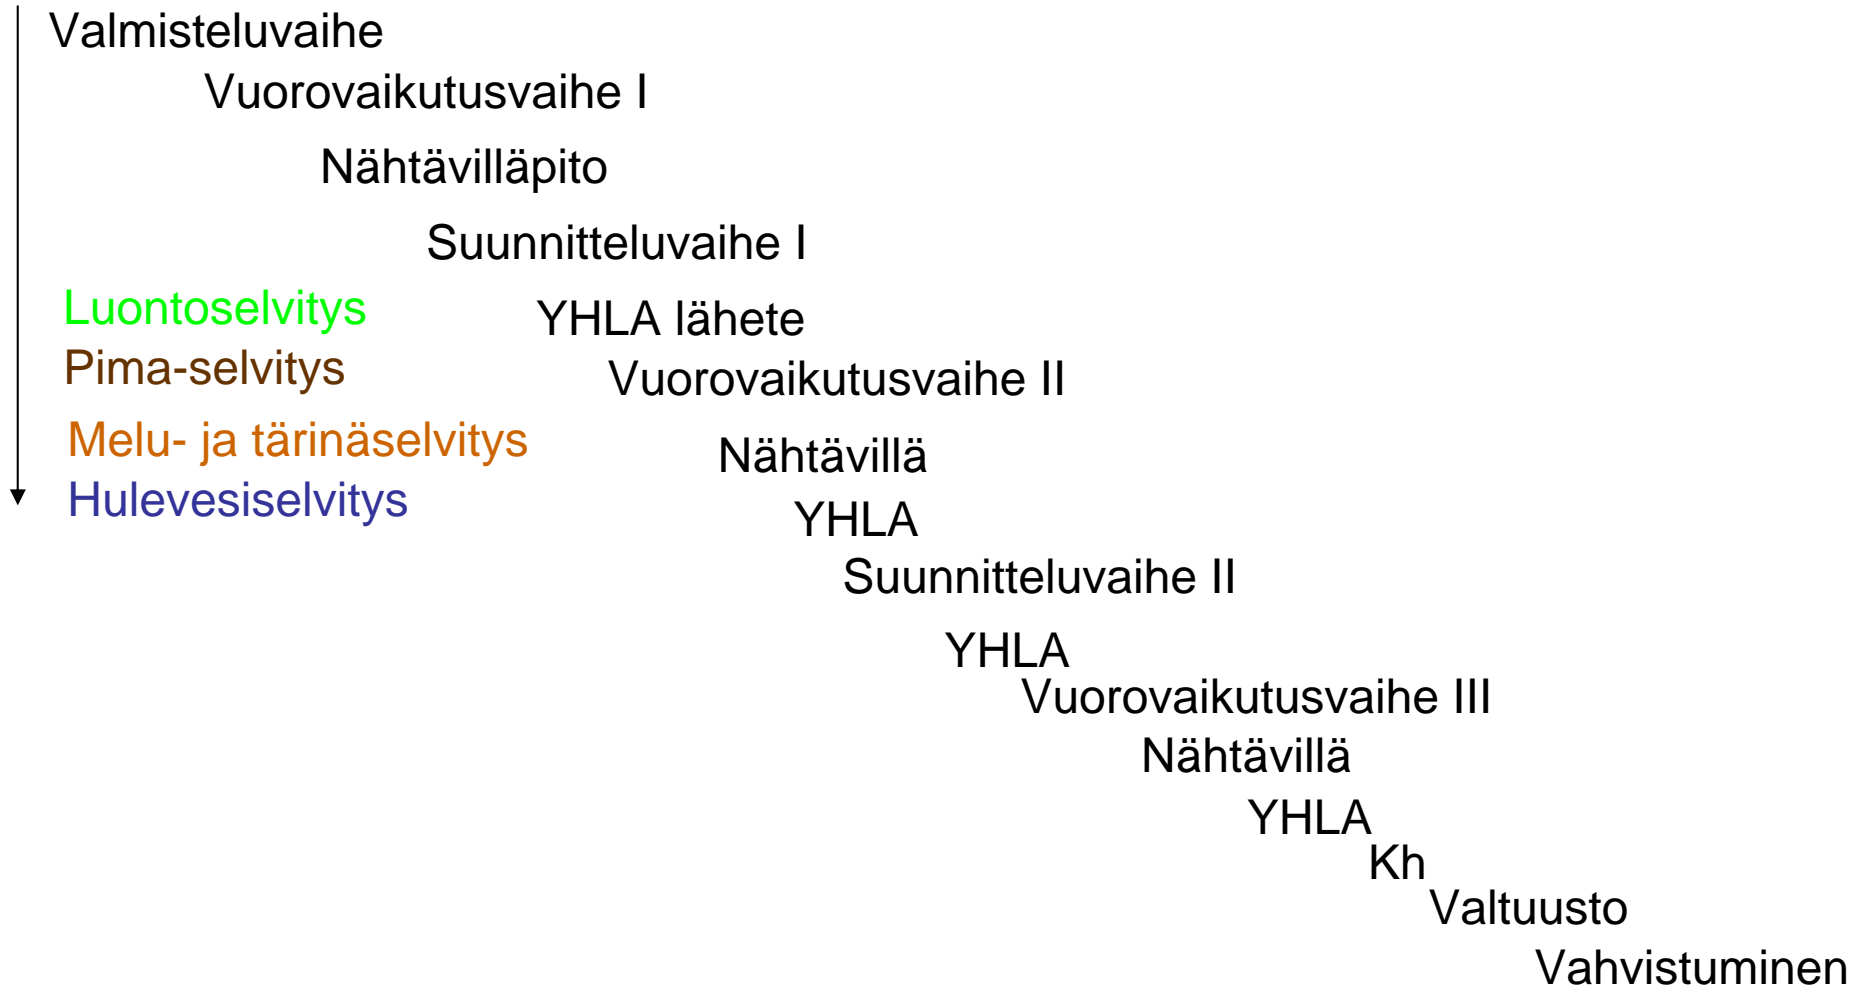 Valmisteluvaihe
Vuorovaikutusvaihe I
Nähtävilläpito
Suunnitteluvaihe I
Luontoselvitys
YHLA lähete
Pima-selvitys
Vuorovaikutusvaihe II
Melu- ja tärinäselvitys
Nähtävillä
Hulevesiselvitys
YHLA
Suunnitteluvaihe II
YHLA
Vuorovaikutusvaihe III
Nähtävillä
YHLA
Kh
Valtuusto
Vahvistuminen